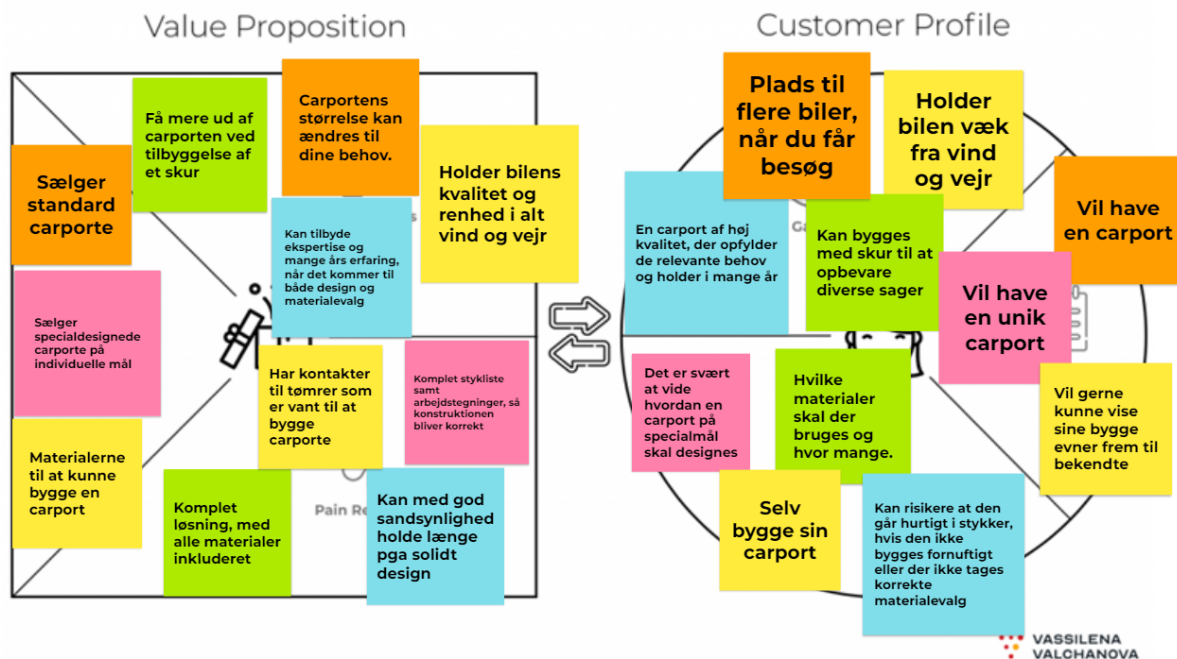 Value Proposition
Customer Profile
Få mere ud af
carporten ved
tilbyggelse af
et skur
Carportens
størrelse kan
ændres til
dine behov.
Holder bilens
kvalitet og
renhed i alt
vind og vejr
Sælger
standard
carporte
Kan tilbyde
ekspertise og
mange års erfaring,
når det kommer til
både design og
materialevalg
Sælger
specialdesignede
carporte på
individuelle mål
Har kontakter
til tømrer som
er vant til at
bygge
carporte
Komplet stykliste
samt
arbejdstegninger, så
konstruktionen
bliver korrekt
Materialerne
til at kunne
bygge en
carport
Komplet
løsning, med
alle materialer
inkluderet
Pain Re
Kan med god
sandsynlighed
holde længe
pga solidt
design
Plads til
flere biler,
når du får
besøg
Holder
bilen væk
fra vind
og vejr
Vil have
en carport
En carport af høj
kvalitet, der opfylder
de relevante behov
og holder i mange år
Ga
Kan bygges
med skur til at
opbevare
diverse sager
Vil have
en unik
carport
Det er svært
at vide
hvordan en
carport på
specialmål
skal designes
Hvilke
materialer
skal der
bruges og
hvor mange.
Vil gerne
kunne vise
sine bygge
evner frem til
bekendte
Selv
bygge sin
carport
Kan risikere at den
går hurtigt i stykker,
hvis den ikke
bygges fornuftigt
eller der ikke tages
korrekte
materialevalg
VASSILENA
VALCHANOVA